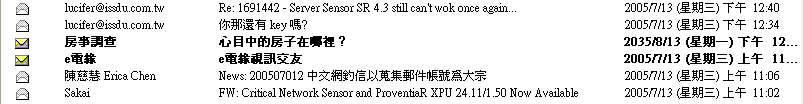 lucifer@issdu.com.tw Re: 1691442 - Server Sensor SR 4.3 still can't wok once again... 2005/7/13 (星期三) 下午 12:40
lucifer@issdu.com.tw 你那還有 key 嗎? 2005/7/13 (星期三) 下午 12:34
房事調查 心目中的房子在哪裡？ 2035/8/13 (星期一) 下午 12...
e電線 e電線視訊交友 2005/7/13 (星期三) 上午 11...
陳慈慧 Erica Chen News: 200507012 中文網釣信以蒐集郵件帳號為大宗 2005/7/13 (星期三) 上午 11:06
Sakai FW: Critical Network Sensor and ProventiaR XPU 24.11/1.50 Now Available 2005/7/13 (星期三) 上午 11:02